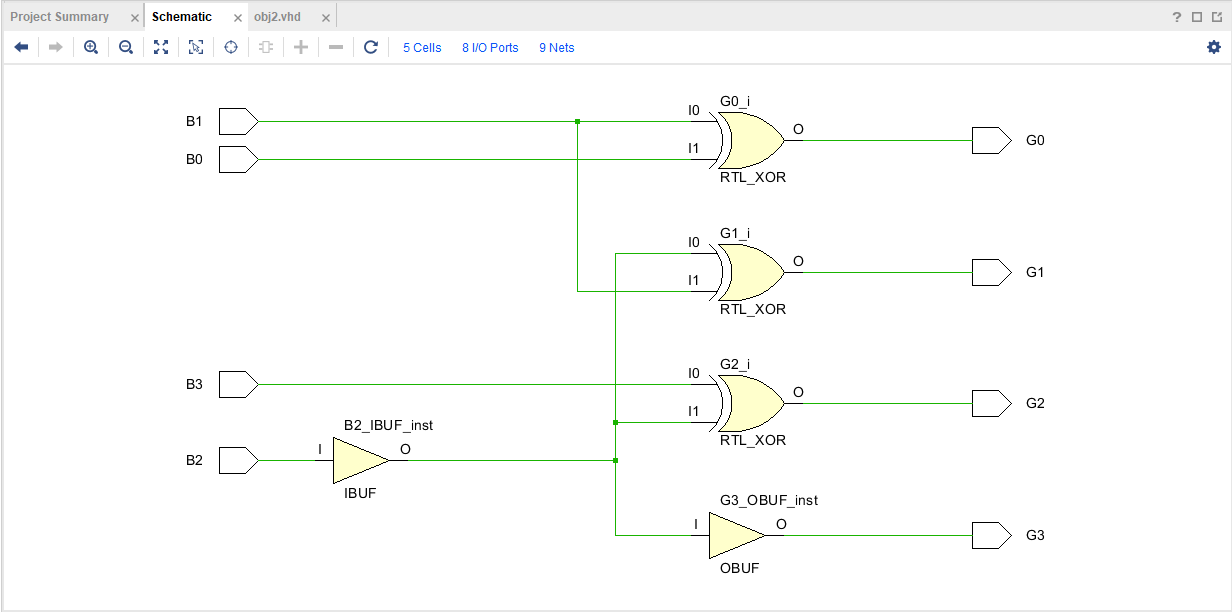 Project Summary × Schematic × obj2.vhd ×
5 Cells 8 I/O Ports 9 Nets
G0_i
B1 I0 O G0
B0 I1
RTL_XOR
G1_i
I0 O G1
I1
RTL_XOR
G2_i
B3 I0 O G2
I1
RTL_XOR
B2_IBUF_inst
B2 I O
IBUF
G3_OBUF_inst
I O G3
OBUF